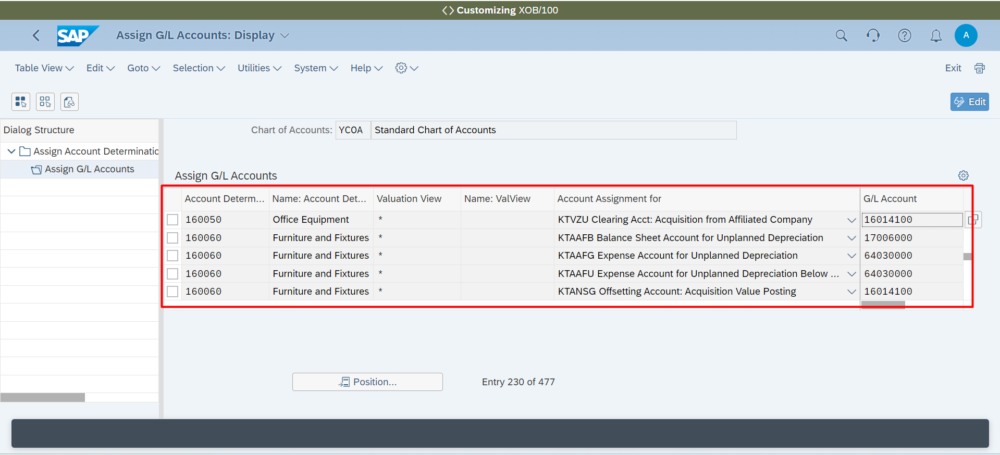 <> Customizing XOB/100
SAP Assign G/L Accounts: Display A
Table View Edit Goto Selection Utilities System Help Exit
Edit
Dialog Structure
Assign Account Determinatio
Assign G/L Accounts
Chart of Accounts: YCOA Standard Chart of Accounts
Assign G/L Accounts
Account Determ... Name: Account Det... Valuation View Name: ValView Account Assignment for G/L Account
160050 Office Equipment * KTVZU Clearing Acct: Acquisition from Affiliated Company 16014100
160060 Furniture and Fixtures * KTAAFB Balance Sheet Account for Unplanned Depreciation 17006000
160060 Furniture and Fixtures * KTAAFG Expense Account for Unplanned Depreciation 64030000
160060 Furniture and Fixtures * KTAAFU Expense Account for Unplanned Depreciation Below ... 64030000
160060 Furniture and Fixtures * KTANSG Offsetting Account: Acquisition Value Posting 16014100
Position... Entry 230 of 477